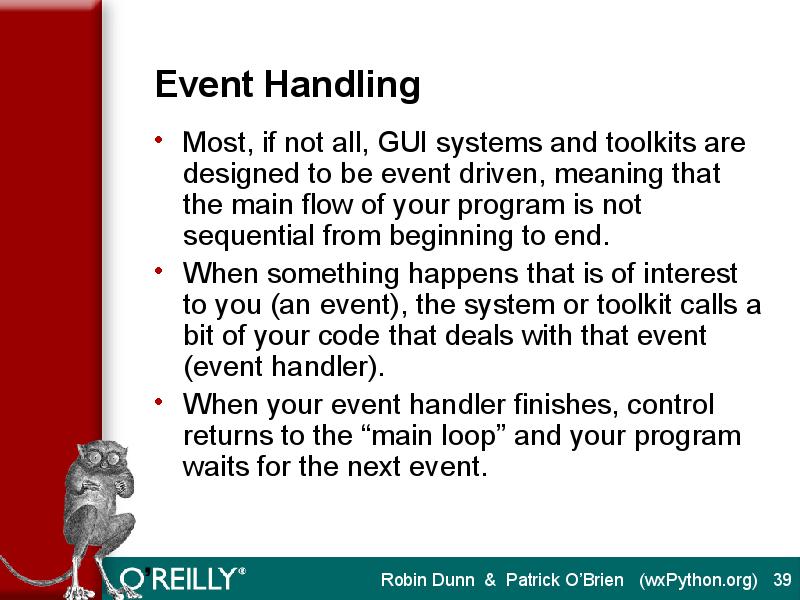 Event Handling
• Most, if not all, GUI systems and toolkits are
designed to be event driven, meaning that
the main flow of your program is not
sequential from beginning to end.
• When something happens that is of interest
to you (an event), the system or toolkit calls a
bit of your code that deals with that event
(event handler).
• When your event handler finishes, control
returns to the “main loop” and your program
waits for the next event.
O’REILLY®
Robin Dunn & Patrick O’Brien (wxPython.org) 39